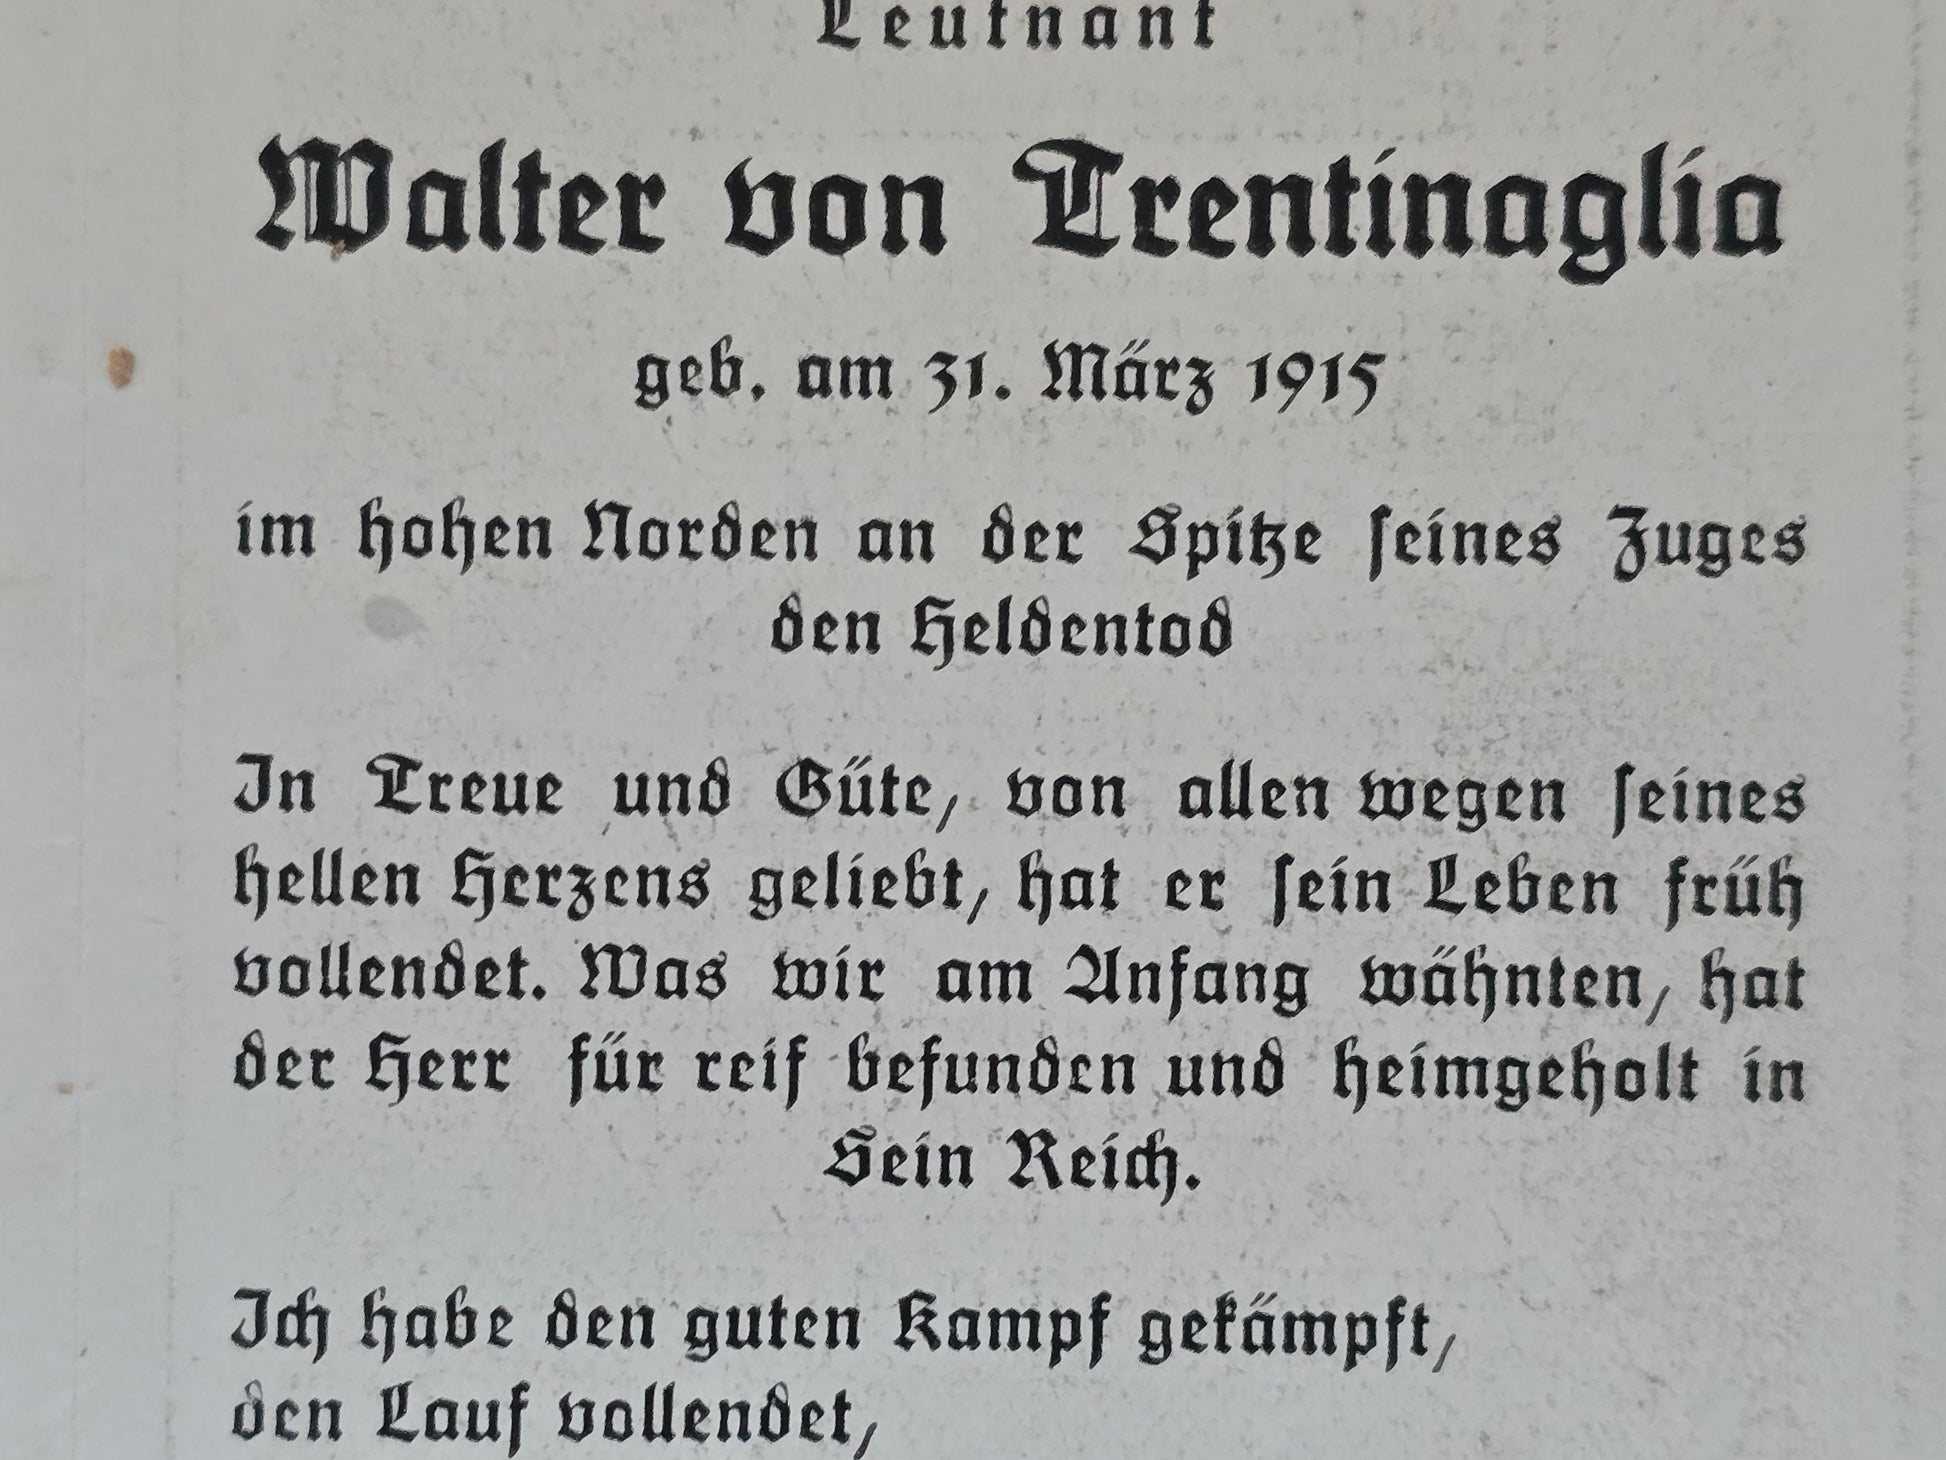 Leutnant
Walter von Trentinaglia
geb. am 31. März 1915
im hohen Norden an der Spitze seines Zuges
den Heldentod
In Treue und Güte, von allen wegen seines
hellen Herzens geliebt, hat er sein Leben früh
vollendet. Was wir am Anfang wähnten, hat
der Herr für reif befunden und heimgeholt in
Sein Reich.
Ich habe den guten Kampf gekämpft,
den Lauf vollendet,